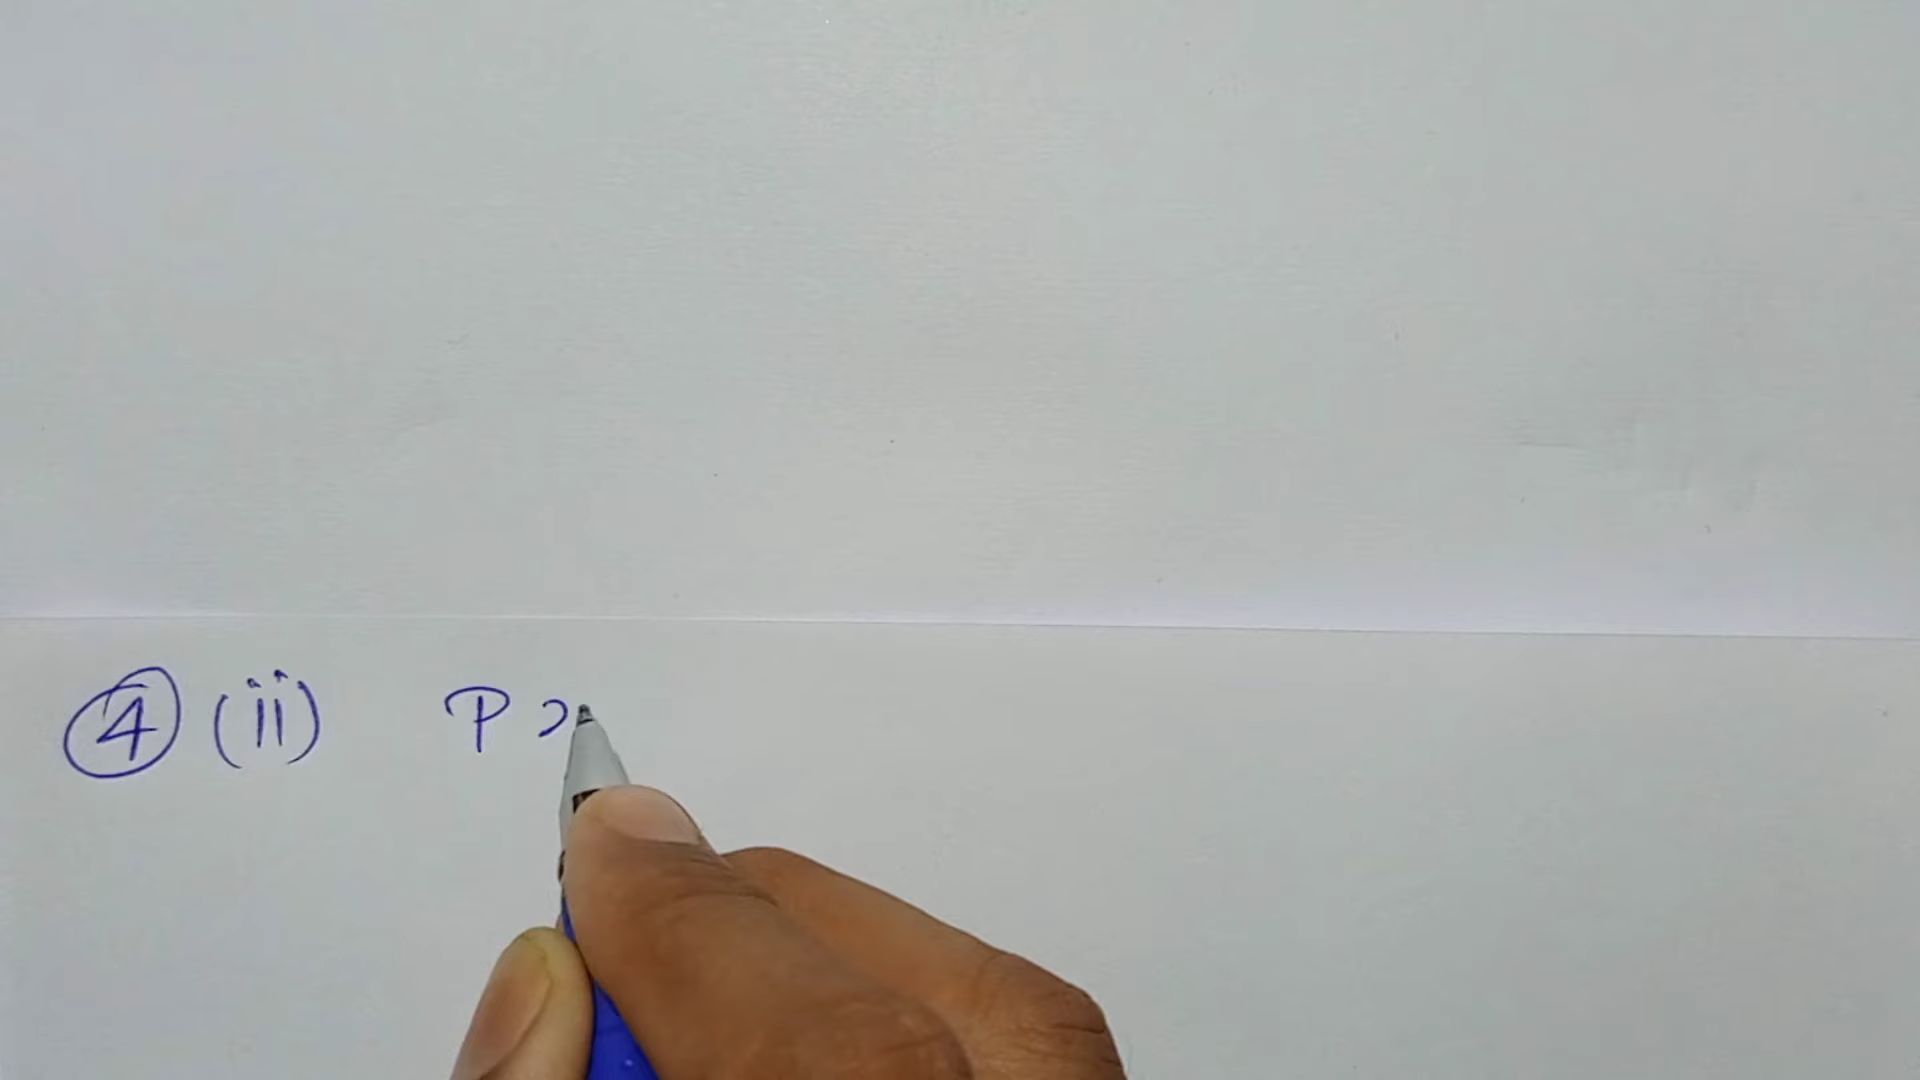 ④ (ii) P x